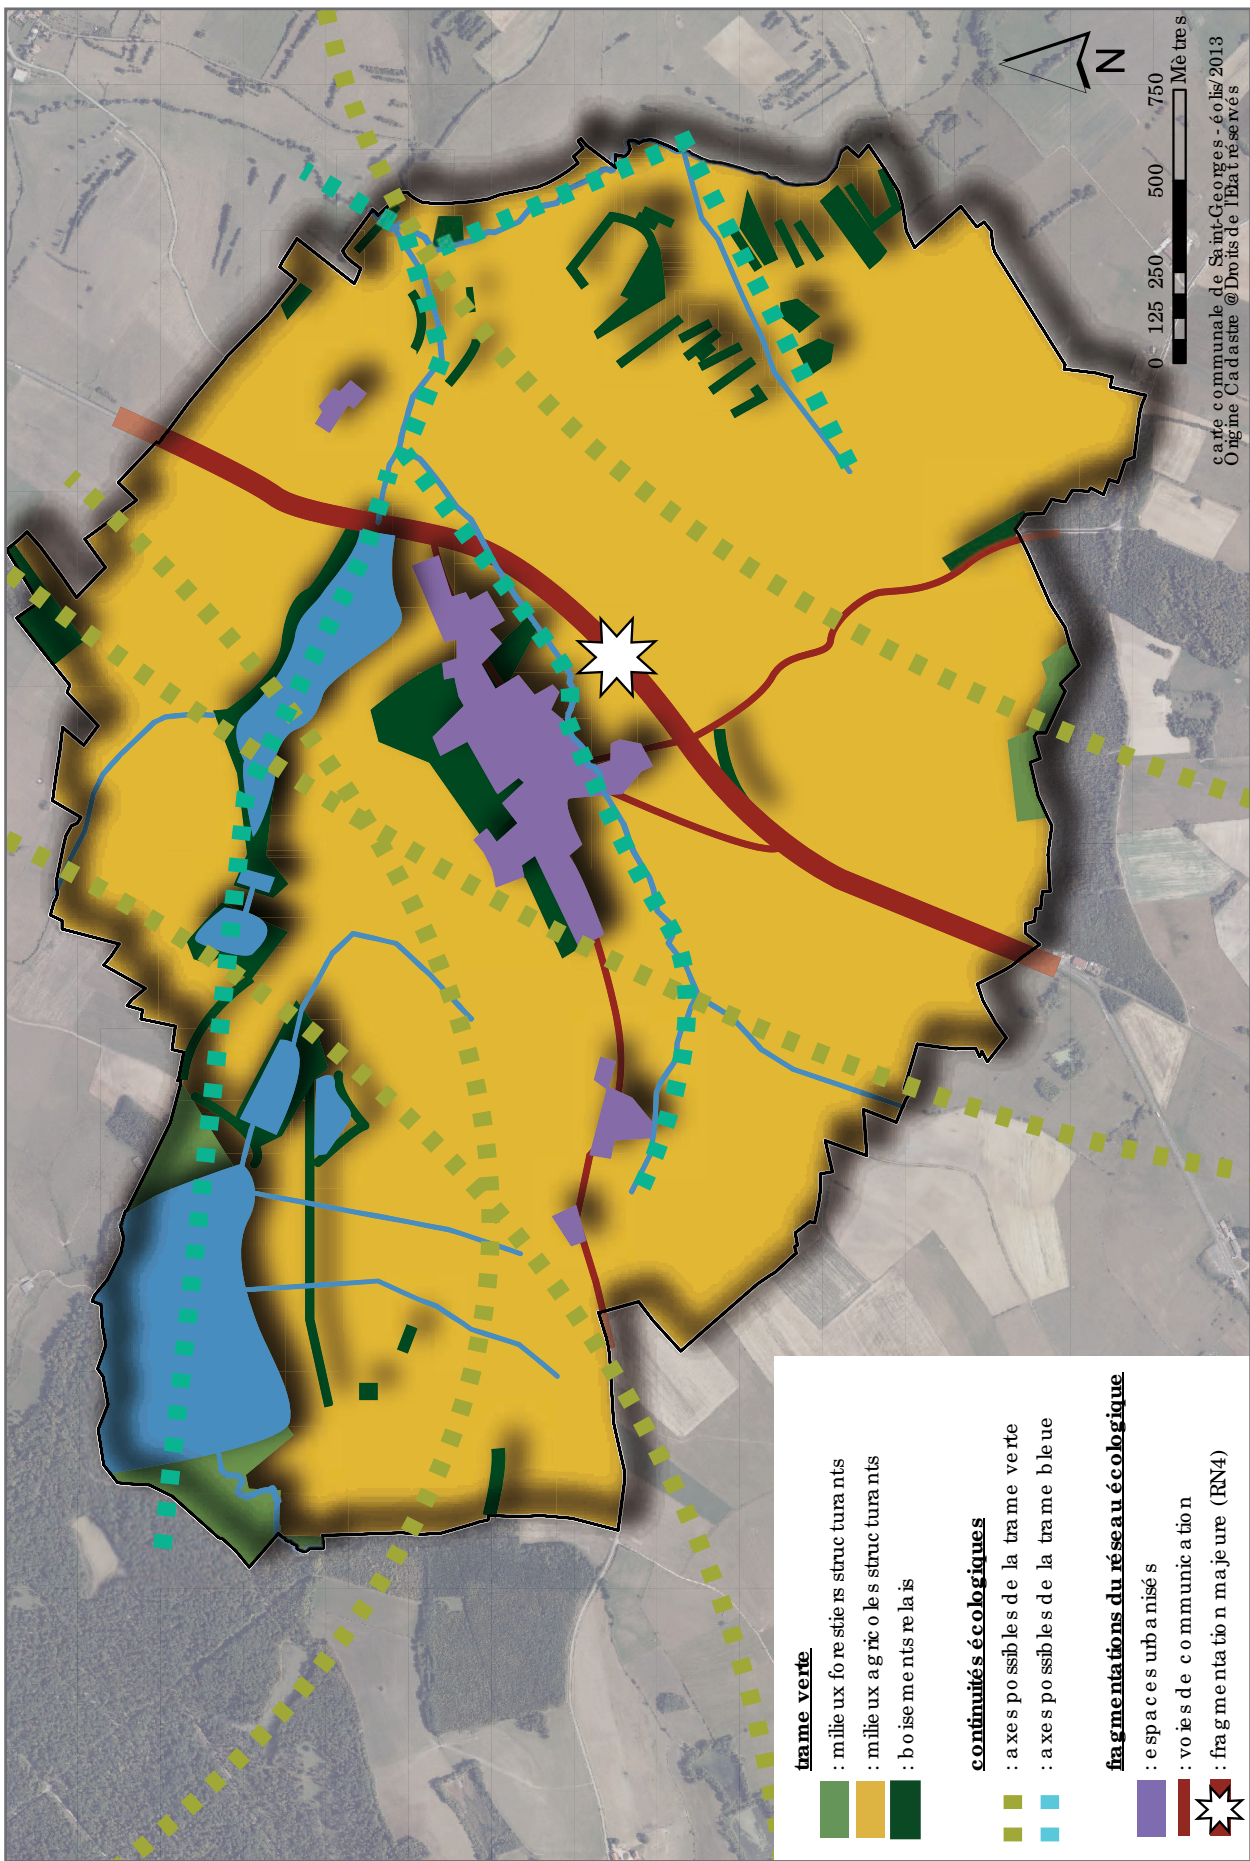 N
0 125 250 500 750
Mètres
carte communale de Saint-Georges - éolis/2013
Origine Cadastre @Droits de l'Etat réservés
trame verte
: milieux forestiers structurants
: milieux agricoles structurants
: boisements relais
continuités écologiques
: axes possibles de la trame verte
: axes possibles de la trame bleue
fragmentations du réseau écologique
: espaces urbanisés
: voies de communication
: fragmentation majeure (RN4)